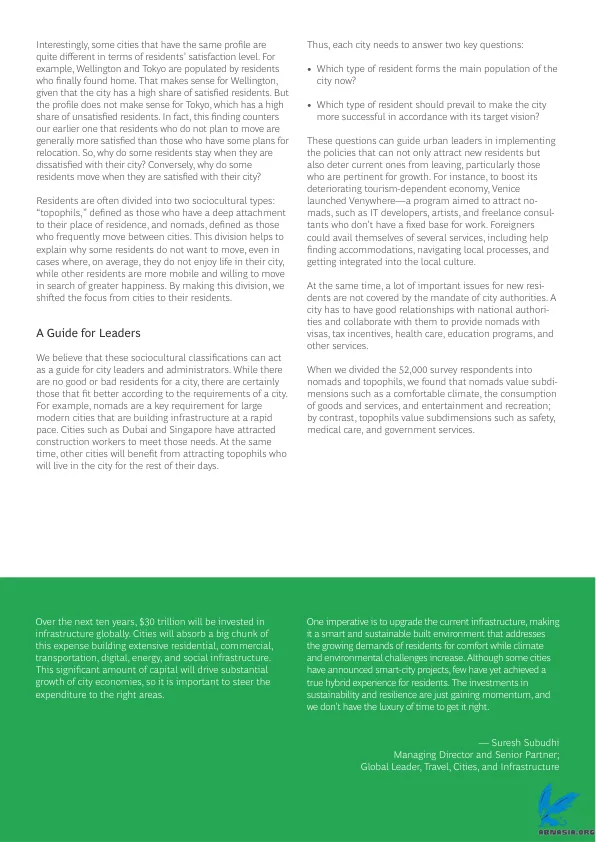 Interestingly, some cities that have the same profile are
quite different in terms of residents’ satisfaction level. For
example, Wellington and Tokyo are populated by residents
who finally found home. That makes sense for Wellington,
given that the city has a high share of satisfied residents. But
the profile does not make sense for Tokyo, which has a high
share of unsatisfied residents. In fact, this finding counters
our earlier one that residents who do not plan to move are
generally more satisfied than those who have some plans for
relocation. So, why do some residents stay when they are
dissatisfied with their city? Conversely, why do some
residents move when they are satisfied with their city?
Residents are often divided into two sociocultural types:
“topophils,” defined as those who have a deep attachment
to their place of residence, and nomads, defined as those
who frequently move between cities. This division helps to
explain why some residents do not want to move, even in
cases where, on average, they do not enjoy life in their city,
while other residents are more mobile and willing to move
in search of greater happiness. By making this division, we
shifted the focus from cities to their residents.
A Guide for Leaders
We believe that these sociocultural classifications can act
as a guide for city leaders and administrators. While there
are no good or bad residents for a city, there are certainly
those that fit better according to the requirements of a city.
For example, nomads are a key requirement for large
modern cities that are building infrastructure at a rapid
pace. Cities such as Dubai and Singapore have attracted
construction workers to meet those needs. At the same
time, other cities will benefit from attracting topophils who
will live in the city for the rest of their days.
Thus, each city needs to answer two key questions:
• Which type of resident forms the main population of the
city now?
• Which type of resident should prevail to make the city
more successful in accordance with its target vision?
These questions can guide urban leaders in implementing
the policies that can not only attract new residents but
also deter current ones from leaving, particularly those
who are pertinent for growth. For instance, to boost its
deteriorating tourism-dependent economy, Venice
launched Venywhere—a program aimed to attract no-
mads, such as IT developers, artists, and freelance consul-
tants who don’t have a fixed base for work. Foreigners
could avail themselves of several services, including help
finding accommodations, navigating local processes, and
getting integrated into the local culture.
At the same time, a lot of important issues for new resi-
dents are not covered by the mandate of city authorities. A
city has to have good relationships with national authori-
ties and collaborate with them to provide nomads with
visas, tax incentives, health care, education programs, and
other services.
When we divided the 52,000 survey respondents into
nomads and topophils, we found that nomads value subdi-
mensions such as a comfortable climate, the consumption
of goods and services, and entertainment and recreation;
by contrast, topophils value subdimensions such as safety,
medical care, and government services.
Over the next ten years, $30 trillion will be invested in
infrastructure globally. Cities will absorb a big chunk of
this expense building extensive residential, commercial,
transportation, digital, energy, and social infrastructure.
This significant amount of capital will drive substantial
growth of city economies, so it is important to steer the
expenditure to the right areas.
One imperative is to upgrade the current infrastructure, making
it a smart and sustainable built environment that addresses
the growing demands of residents for comfort while climate
and environmental challenges increase. Although some cities
have announced smart-city projects, few have yet achieved a
true hybrid experience for residents. The investments in
sustainability and resilience are just gaining momentum, and
we don’t have the luxury of time to get it right.
— Suresh Subudhi
Managing Director and Senior Partner;
Global Leader, Travel, Cities, and Infrastructure
HBNASIA.ORG